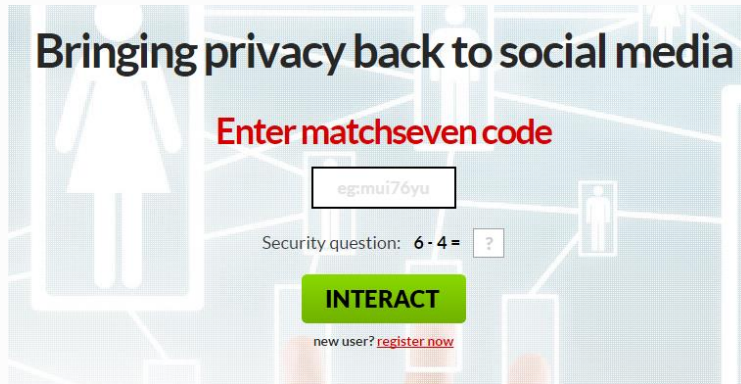 Bringing privacy back to social media
Enter matchseven code
eg:mui76yu
Security question: 6 - 4 = ?
INTERACT
new user? register now